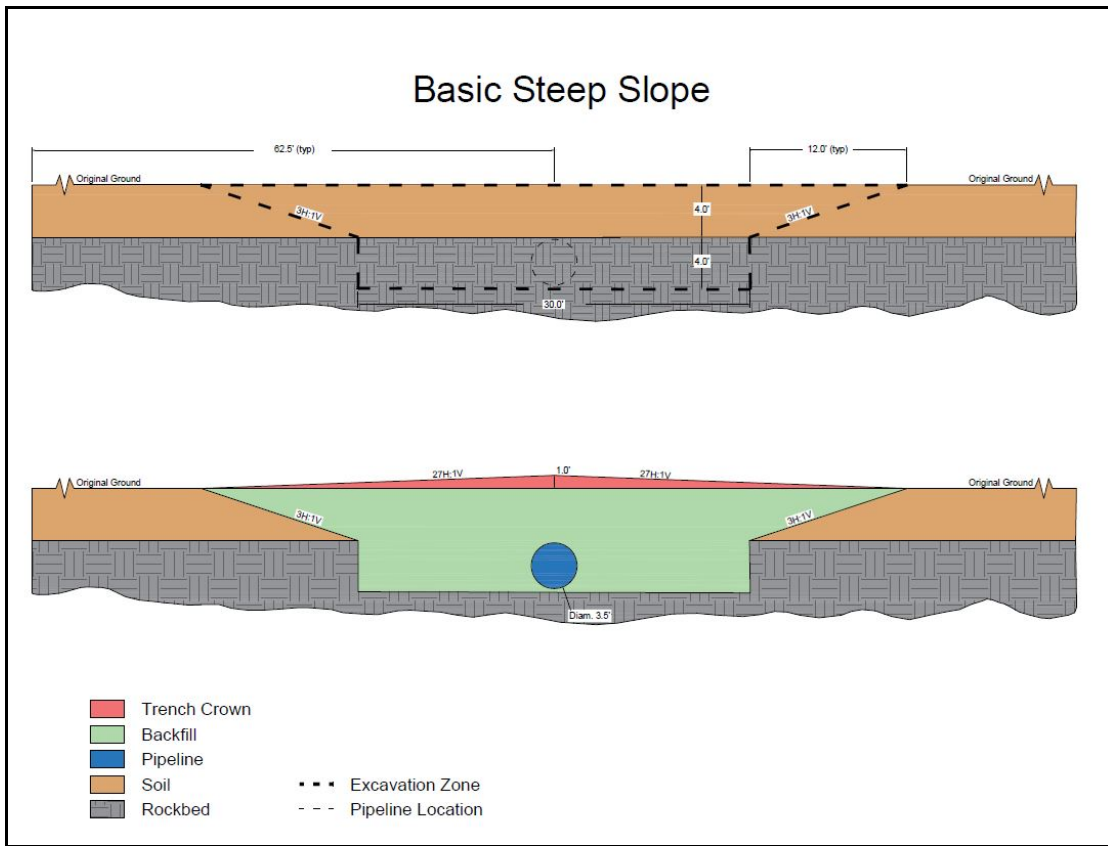 Basic Steep Slope
62.5' (typ)
12.0' (typ)
Original Ground
Original Ground
3H:1V
4.0'
3H:1V
4.0'
30.0'
27H:1V
1.0'
27H:1V
Original Ground
Original Ground
3H:1V
3H:1V
Diam. 3.5'
Trench Crown
Backfill
Pipeline
Soil
Excavation Zone
Rockbed
Pipeline Location